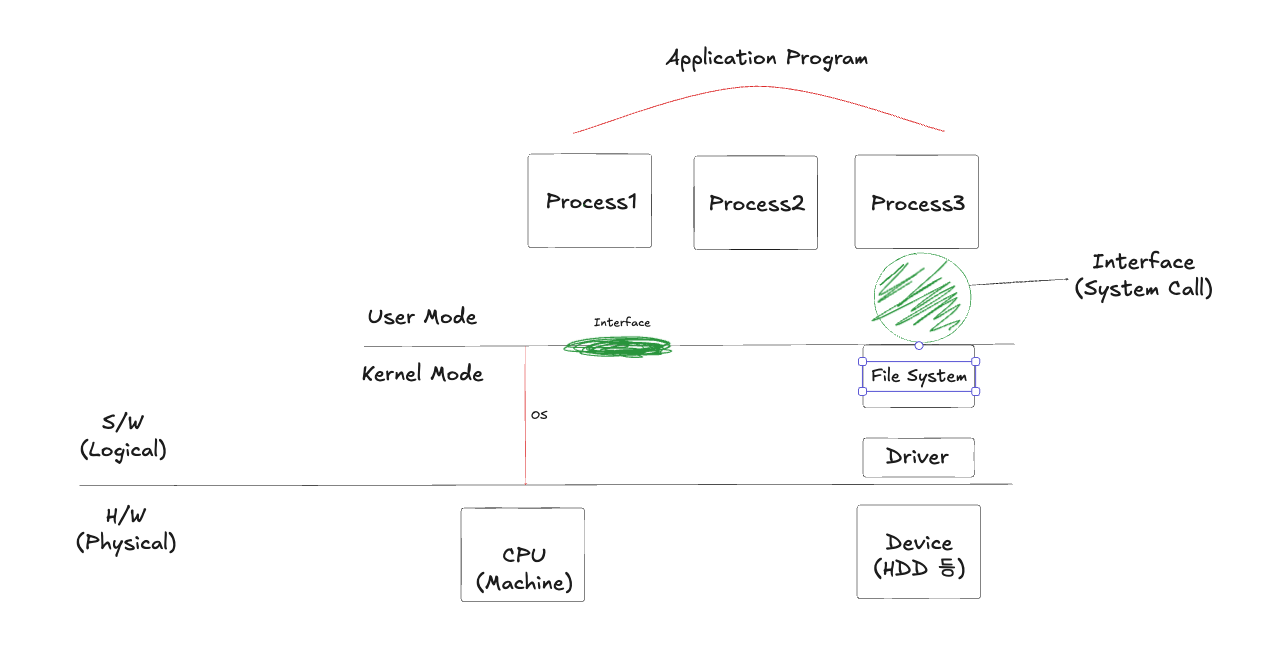 Application Program
Process1
Process2
Process3
Interface
(System Call)
User Mode
Interface
Kernel Mode
File System
OS
S/W
(Logical)
Driver
H/W
(Physical)
CPU
(Machine)
Device
(HDD 등)